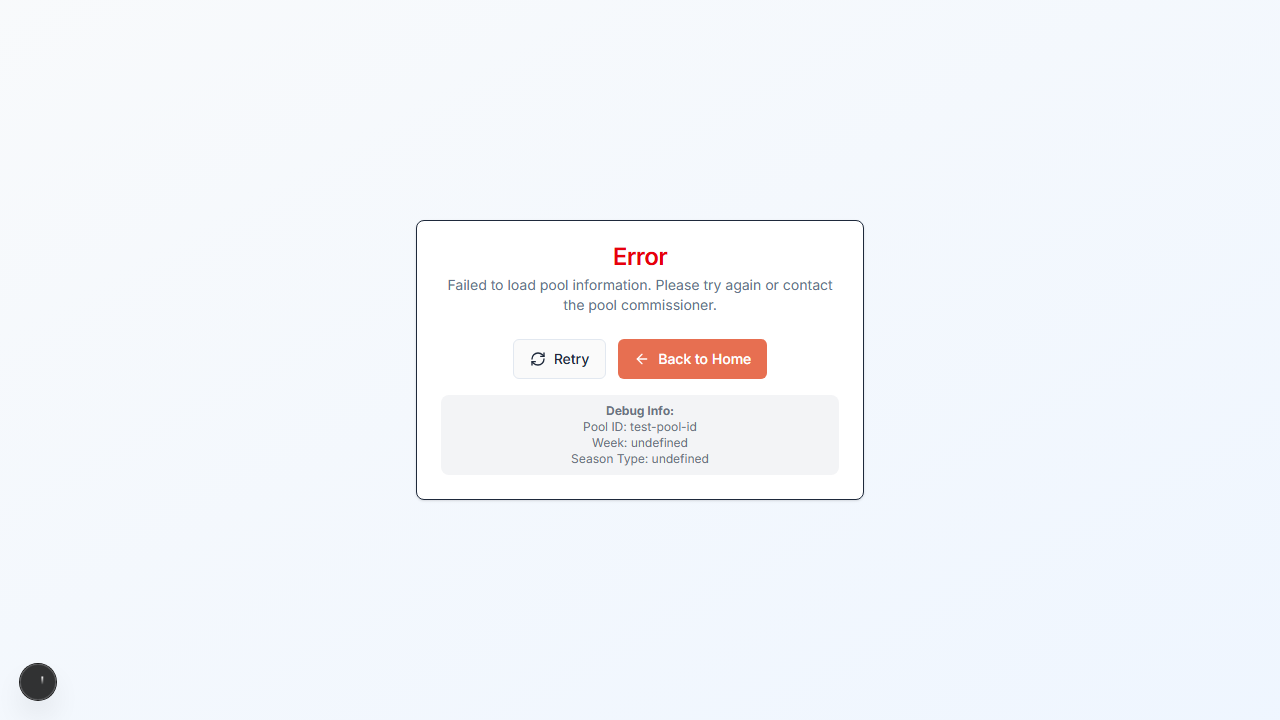 Error
Failed to load pool information. Please try again or contact
the pool commissioner.
Retry
Back to Home
Debug Info:
Pool ID: test-pool-id
Week: undefined
Season Type: undefined